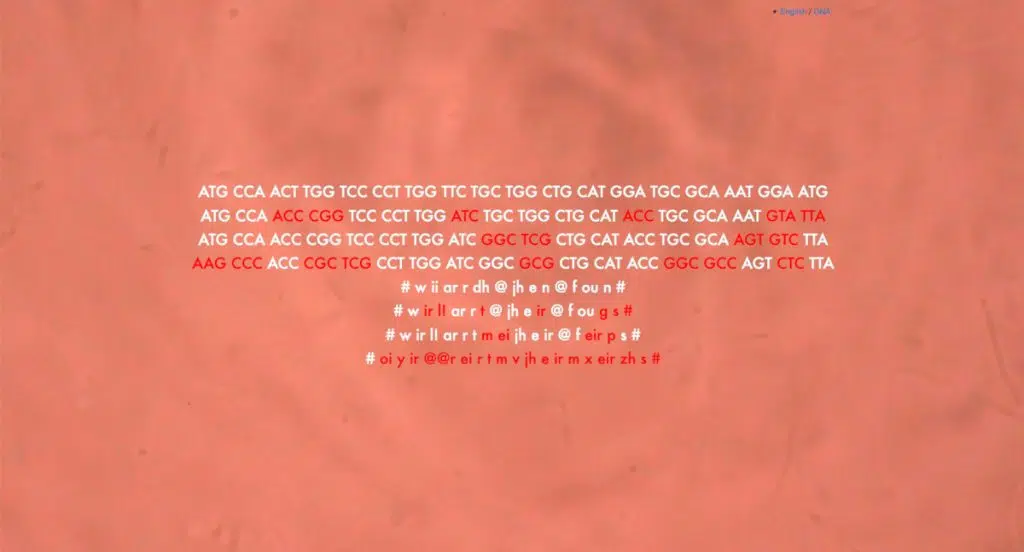 • English / DNA
ATG CCA ACT TGG TCC CCT TGG TTC TGC TGG CTG CAT GGA TGC GCA AAT GGA ATG
ATG CCA ACC CGG TCC CCT TGG ATC TGC TGG CTG CAT ACC TGC GCA AAT GTA TTA
ATG CCA ACC CGG TCC CCT TGG ATC GGC TCG CTG CAT ACC TGC GCA AGT GTC TTA
AAG CCC ACC CGC TCG CCT TGG ATC GGC GCG CTG CAT ACC GGC GCC AGT CTC TTA
# w ii ar r dh @ jh e n @ f ou n #
# w ir l! ar r t @ jh e ir @ f ou g s #
# w ir l! ar r t m ei jh e ir @ f eir p s #
# oi y ir @@r ei r t m v jh e ir m x eir zh s #